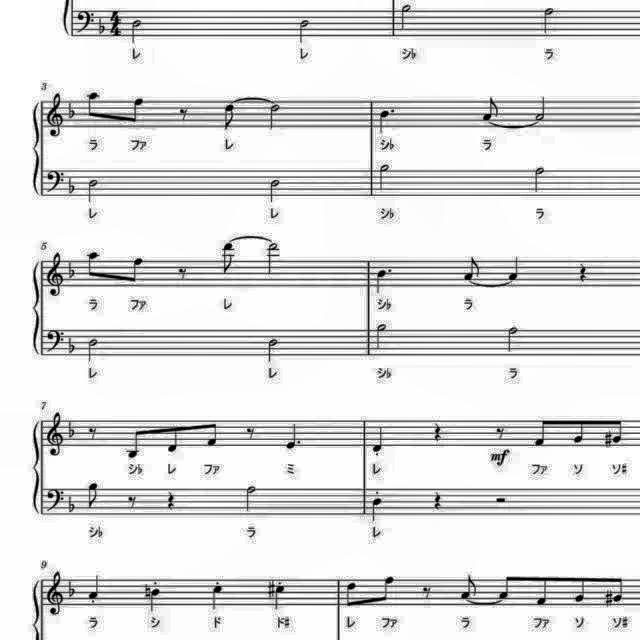 4 4
レ レ シ♭ ラ
3
ラ ファ レ シ♭ ラ
レ レ シ♭ ラ
5
ラ ファ レ シ♭ ラ
レ レ シ♭ ラ
7
mf
シ♭ レ ファ ミ レ ファ ソ ソ♯
シ♭ ラ レ
9
ラ シ ド ド♯ レ ファ ラ ファ ソ ソ♯